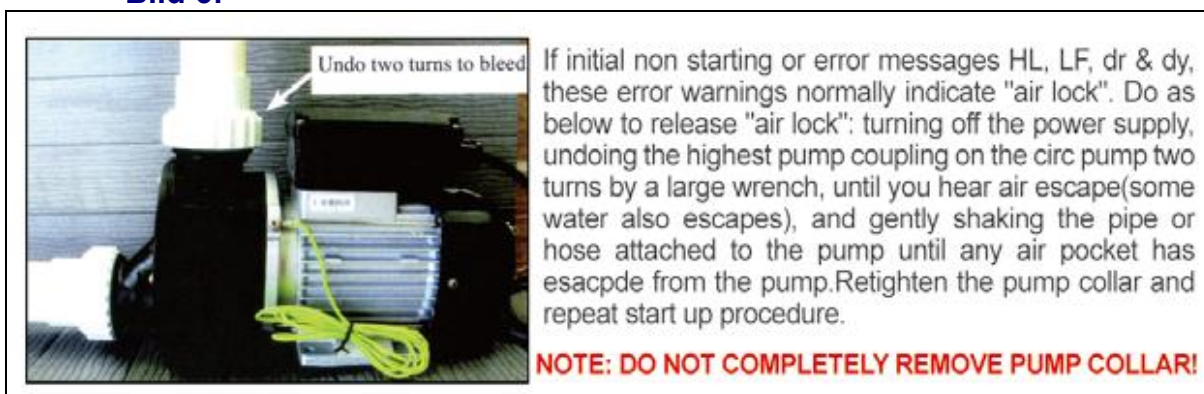 Undo two turns to bleed
If initial non starting or error messages HL, LF, dr & dy,
these error warnings normally indicate "air lock". Do as
below to release "air lock": turning off the power supply,
undoing the highest pump coupling on the circ pump two
turns by a large wrench, until you hear air escape(some
water also escapes), and gently shaking the pipe or
hose attached to the pump until any air pocket has
esacpde from the pump.Retighten the pump collar and
repeat start up procedure.
NOTE: DO NOT COMPLETELY REMOVE PUMP COLLAR!